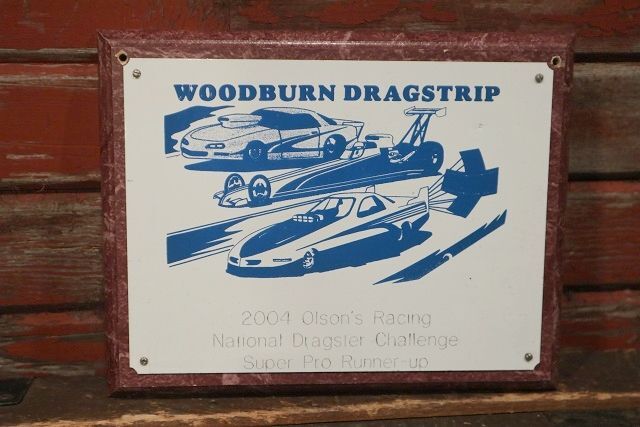 WOODBURN DRAGSTRIP
2004 Olson's Racing
National Dragster Challenge
Super Pro Runner-up